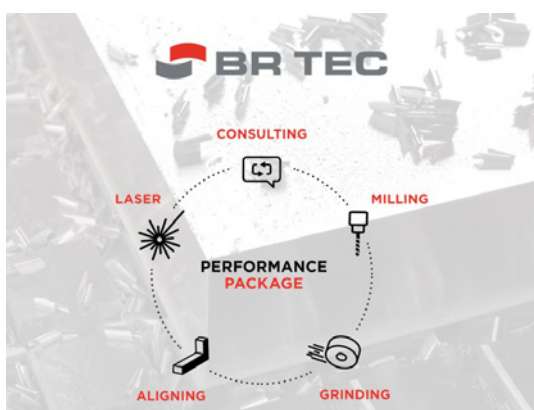 BR TEC
CONSULTING
LASER
MILLING
PERFORMANCE
PACKAGE
ALIGNING
GRINDING